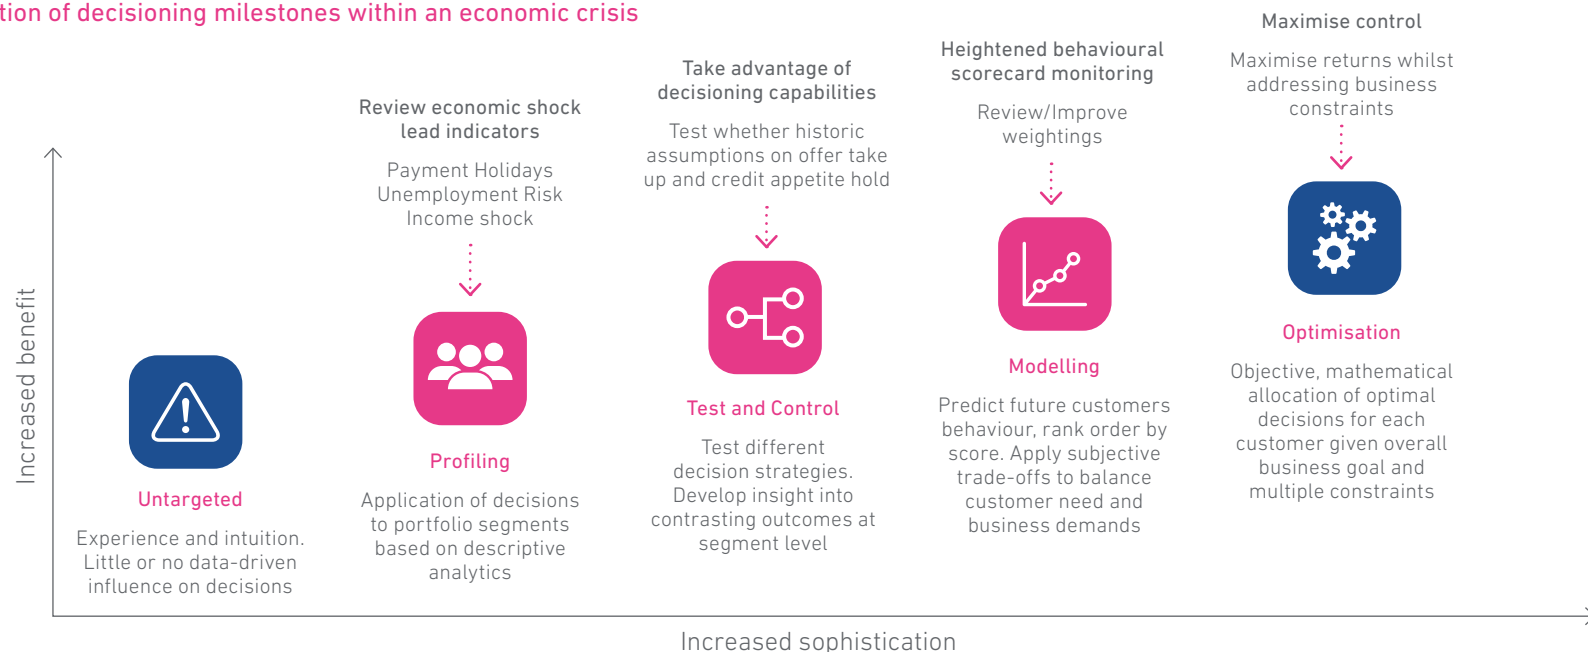 tion of decisioning milestones within an economic crisis
Maximise control
Maximise returns whilst
addressing business
constraints
Heightened behavioural
scorecard monitoring
Review/Improve
weightings
Take advantage of
decisioning capabilities
Test whether historic
assumptions on offer take
up and credit appetite hold
Review economic shock
lead indicators
Payment Holidays
Unemployment Risk
Income shock
Increased benefit
Untargeted
Experience and intuition.
Little or no data-driven
influence on decisions
Profiling
Application of decisions
to portfolio segments
based on descriptive
analytics
Test and Control
Test different
decision strategies.
Develop insight into
contrasting outcomes at
segment level
Modelling
Predict future customers
behaviour, rank order by
score. Apply subjective
trade-offs to balance
customer need and
business demands
Optimisation
Objective, mathematical
allocation of optimal
decisions for each
customer given overall
business goal and
multiple constraints
Increased sophistication